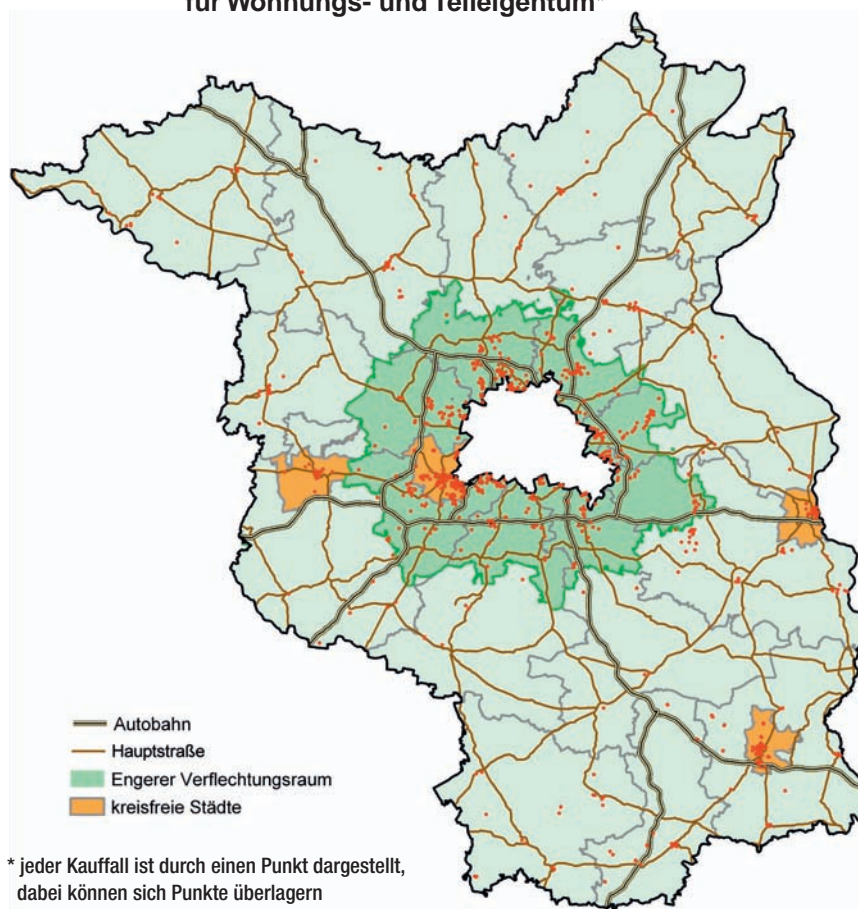 für Wohnungs- und Teileigentum*
Autobahn
Hauptstraße
Engerer Verflechtungsraum
kreisfreie Städte
* jeder Kauffall ist durch einen Punkt dargestellt,
dabei können sich Punkte überlagern